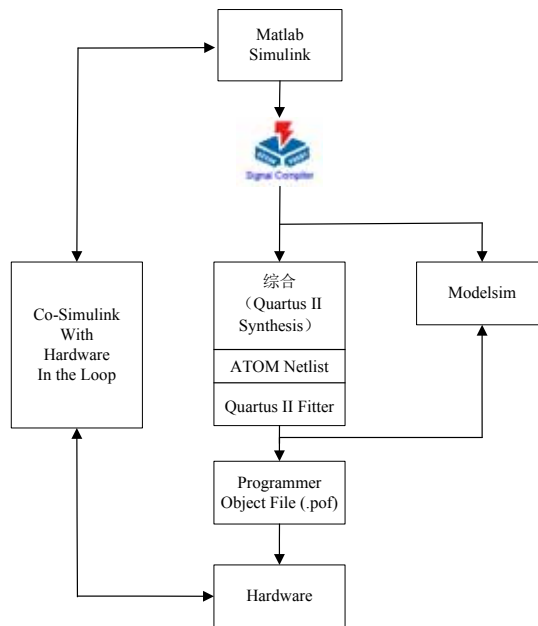 Matlab
Simulink
Signal Compiler
综合
（Quartus II
Synthesis）
ATOM Netlist
Quartus II Fitter
Modelsim
Co-Simulink
With
Hardware
In the Loop
Programmer
Object File (.pof)
Hardware